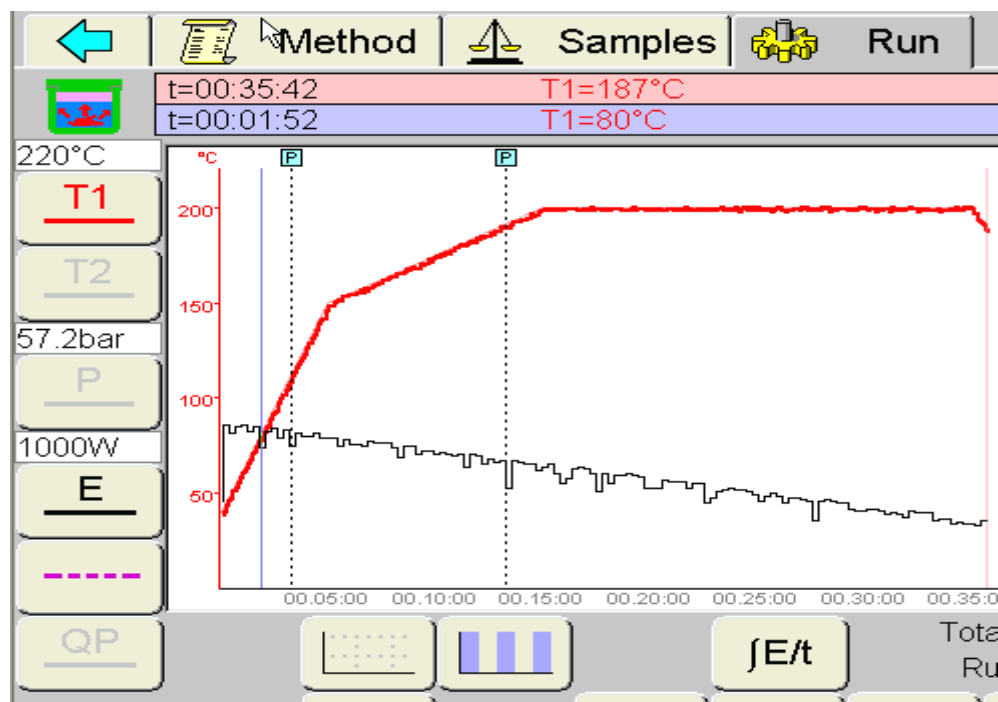 Method Samples Run
t=00:35:42 T1=187°C
t=00:01:52 T1=80°C
220°C
T1
T2
57.2bar
P
1000W
E
QP
°C P P
200
150
100
50
00.05:00 00.10:00 00.15:00 00.20:00 00.25:00 00.30:00 00.35:0
∫E/t
Tota
Ru